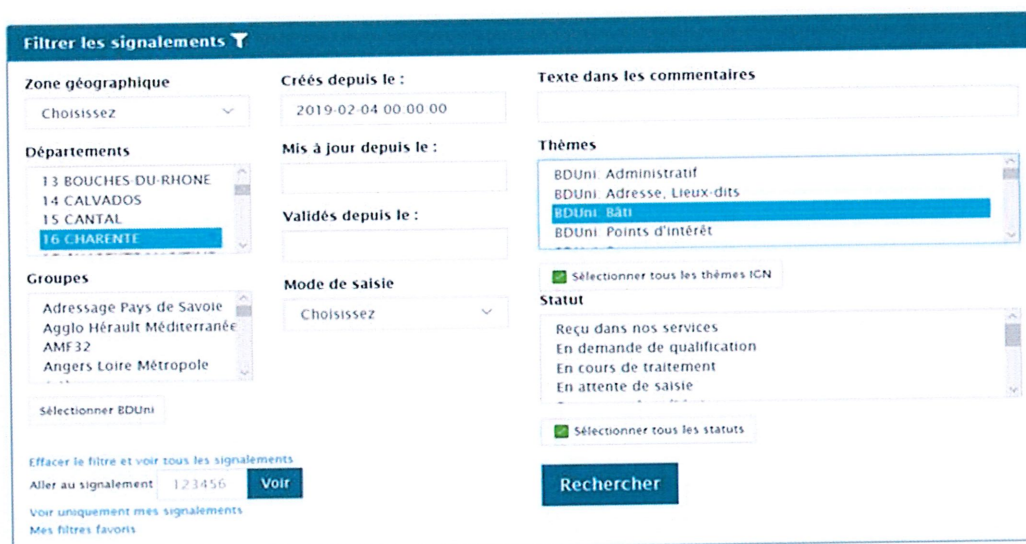 Filtrer les signalements
Zone géographique
Choisissez
Départements
13 BOUCHES-DU-RHONE
14 CALVADOS
15 CANTAL
16 CHARENTE
Groupes
Adressage Pays de Savoie
Agglo Hérault Méditerranée
AMF32
Angers Loire Métropole
Sélectionner BDUni
Effacer le filtre et voir tous les signalements
Aller au signalement 123456 Voir
Voir uniquement mes signalements
Mes filtres favoris
Créés depuis le :
2019-02-04 00:00:00
Mis à jour depuis le :
Validés depuis le :
Mode de saisie
Choisissez
Texte dans les commentaires
Thèmes
BDUni: Administratif
BDUni: Adresse, Lieux-dits
BDUni: Bâti
BDUni: Points d'intérêt
Sélectionner tous les thèmes IGN
Statut
Reçu dans nos services
En demande de qualification
En cours de traitement
En attente de saisie
Sélectionner tous les statuts
Rechercher